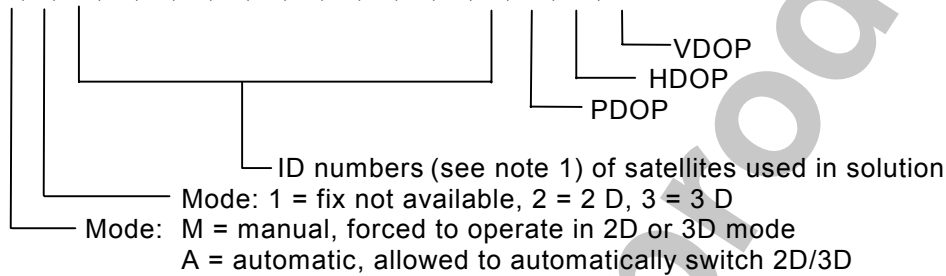 VDOP
HDOP
PDOP
ID numbers (see note 1) of satellites used in solution
Mode: 1 = fix not available, 2 = 2 D, 3 = 3 D
Mode: M = manual, forced to operate in 2D or 3D mode
A = automatic, allowed to automatically switch 2D/3D